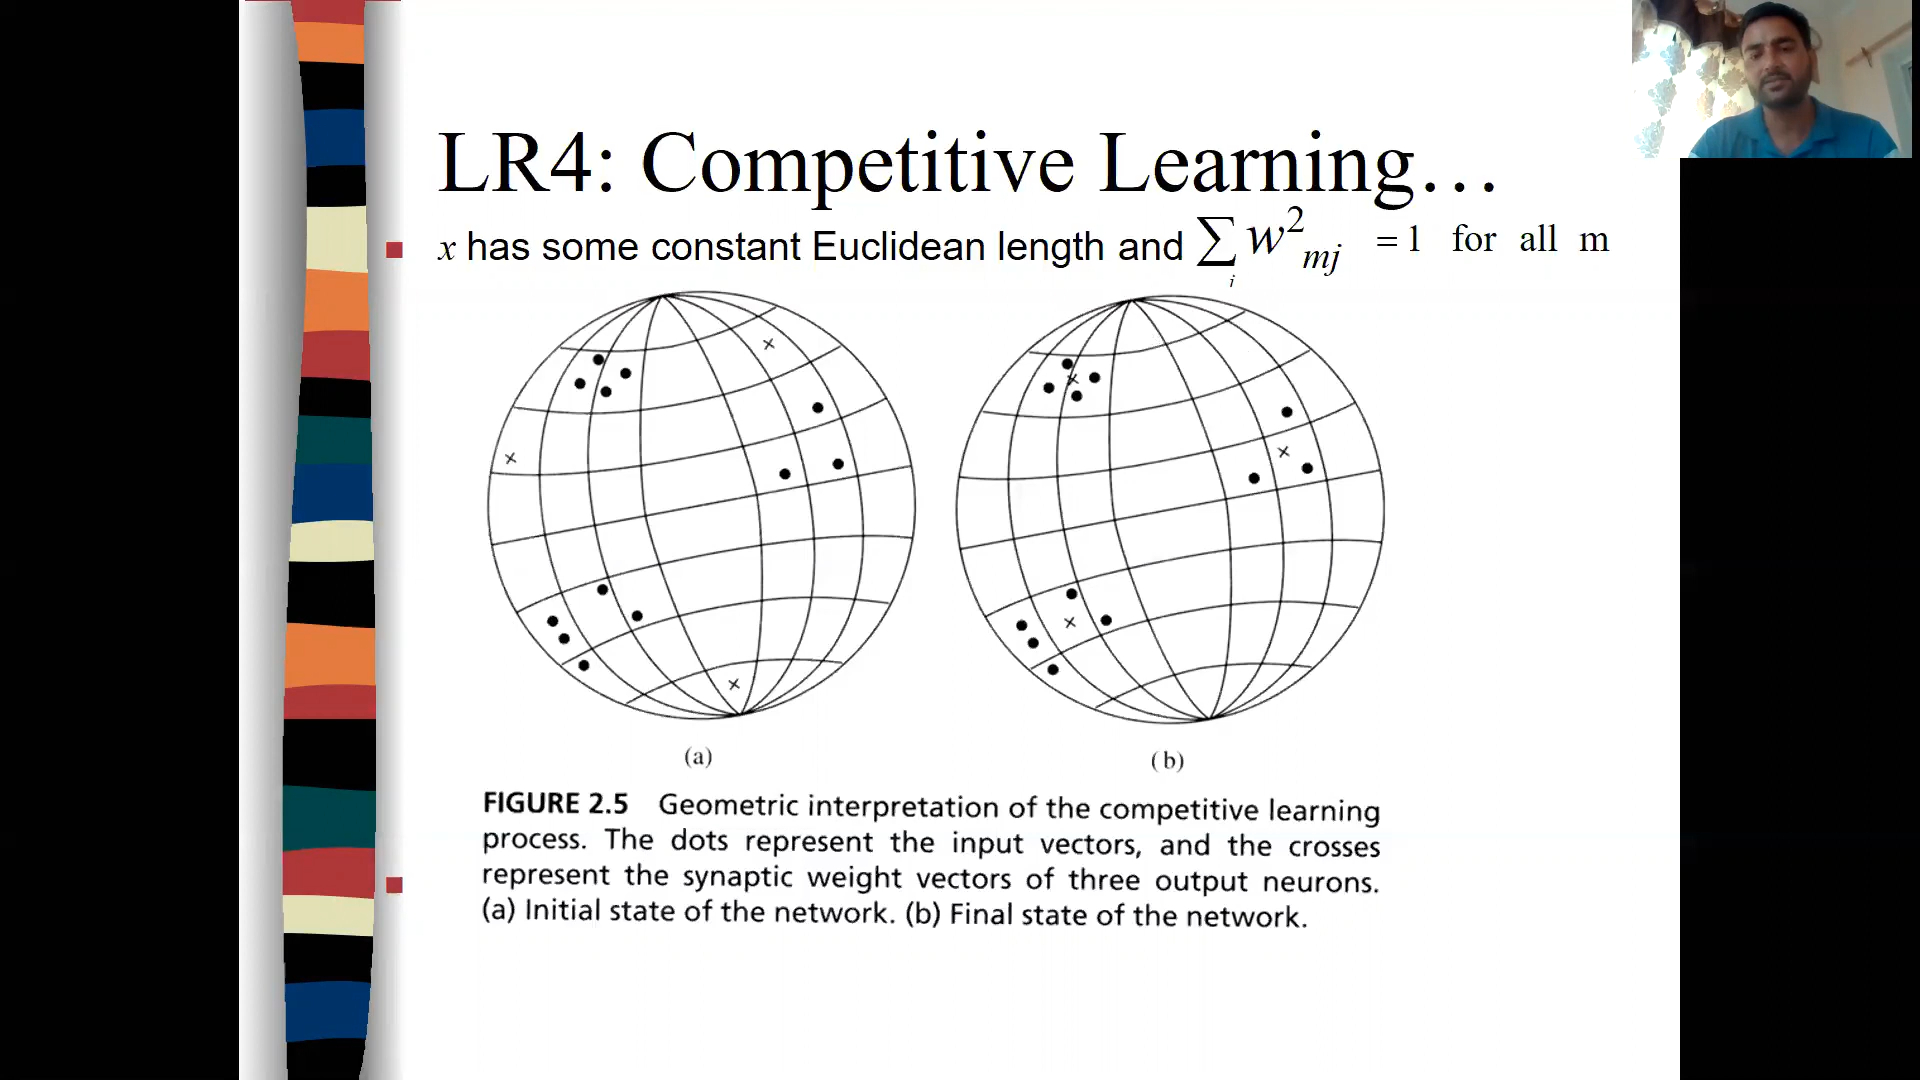 LR4: Competitive Learning...
x has some constant Euclidean length and ∑ᵢ w²ₘⱼ = 1 for all m
(a)
(b)
FIGURE 2.5 Geometric interpretation of the competitive learning
process. The dots represent the input vectors, and the crosses
represent the synaptic weight vectors of three output neurons.
(a) Initial state of the network. (b) Final state of the network.